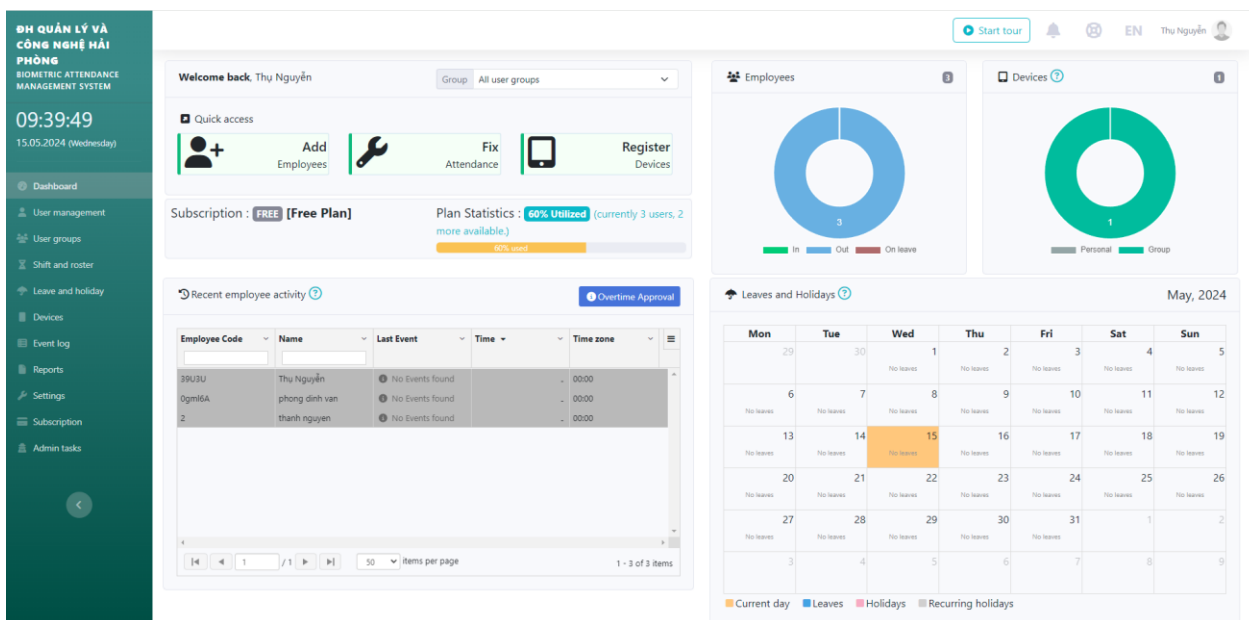 ĐH QUẢN LÝ VÀ
CÔNG NGHỆ HẢI
PHÒNG
BIOMETRIC ATTENDANCE
MANAGEMENT SYSTEM
09:39:49
15.05.2024 (Wednesday)
Dashboard
User management
User groups
Shift and roster
Leave and holiday
Devices
Event log
Reports
Settings
Subscription
Admin tasks
Start tour EN Thụ Nguyễn
Welcome back, Thụ Nguyễn Group All user groups
Quick access
Add
Employees
Fix
Attendance
Register
Devices
Subscription : FREE [Free Plan]
Plan Statistics : 60% Utilized (currently 3 users, 2
more available.)
60% used
Employees 3
3
In Out On leave
Devices 1
1
Personal Group
Recent employee activity Overtime Approval
Employee Code Name Last Event Time Time zone
39U3U Thụ Nguyễn No Events found .. 00:00
0gml6A phong dinh van No Events found .. 00:00
2 thanh nguyen No Events found .. 00:00
1 / 1 50 items per page 1 - 3 of 3 items
Leaves and Holidays May, 2024
Mon Tue Wed Thu Fri Sat Sun
29 30 1 2 3 4 5
No leaves No leaves No leaves No leaves No leaves
6 7 8 9 10 11 12
No leaves No leaves No leaves No leaves No leaves No leaves No leaves
13 14 15 16 17 18 19
No leaves No leaves No leaves No leaves No leaves No leaves No leaves
20 21 22 23 24 25 26
No leaves No leaves No leaves No leaves No leaves No leaves No leaves
27 28 29 30 31 1 2
No leaves No leaves No leaves No leaves No leaves
3 4 5 6 7 8 9
Current day Leaves Holidays Recurring holidays